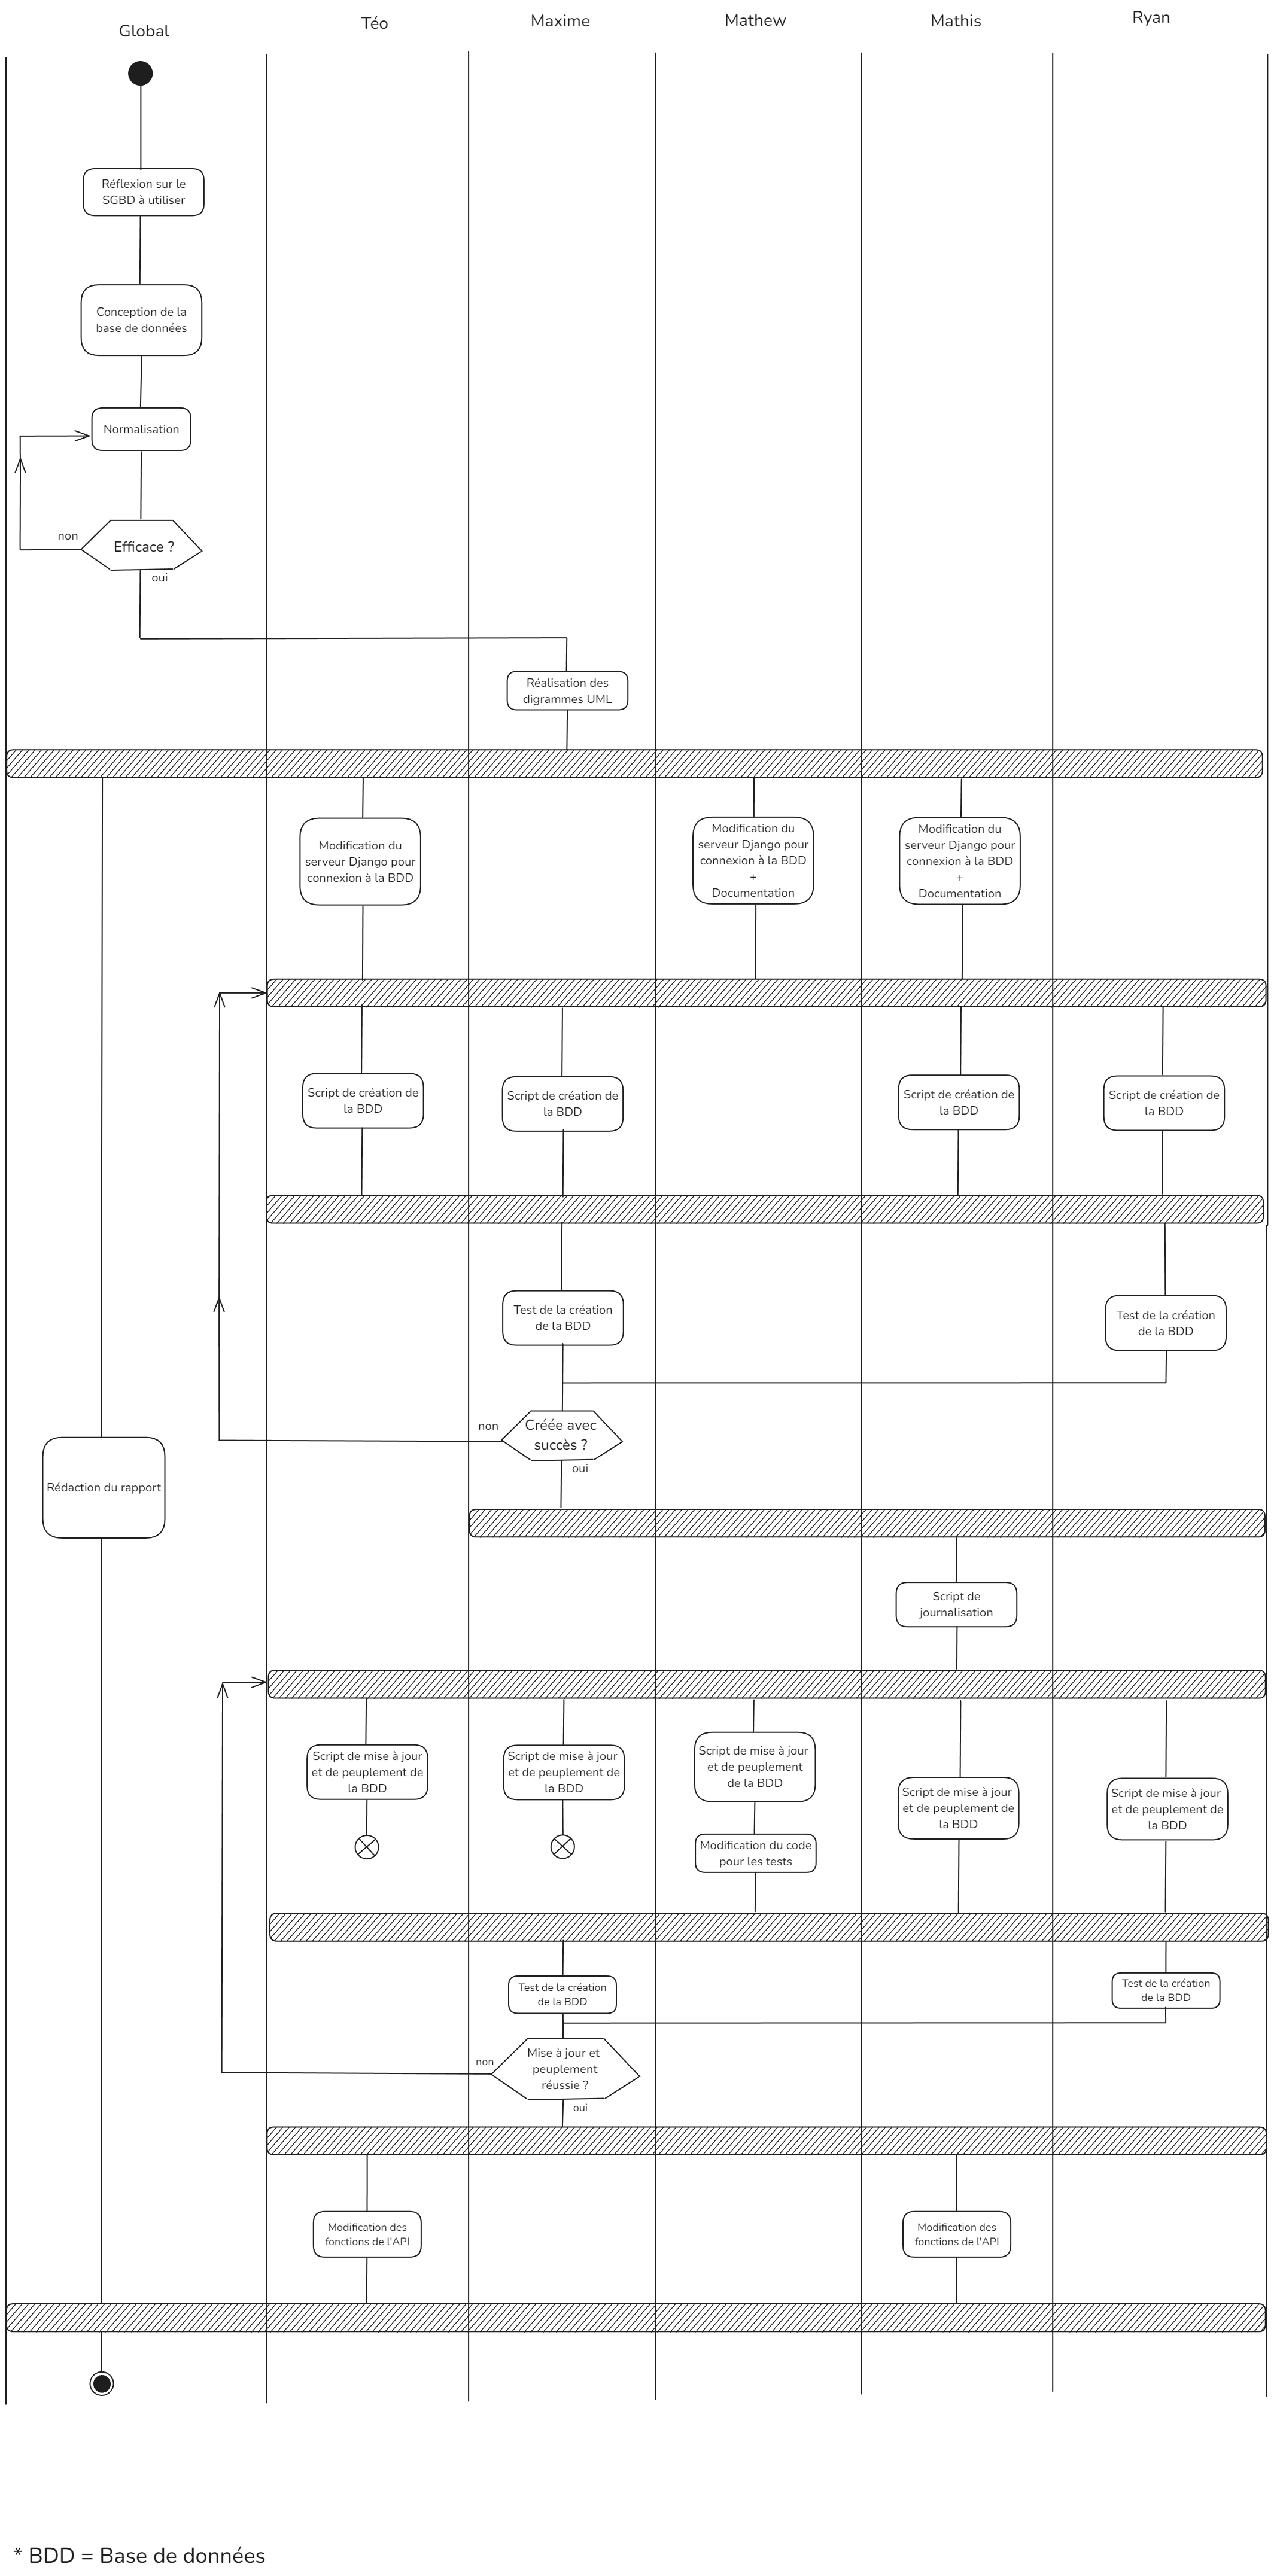 Global
Téo
Maxime
Mathew
Mathis
Ryan
Réflexion sur le
SGBD à utiliser
Conception de la
base de données
Normalisation
non
Efficace ?
oui
Réalisation des
digrammes UML
Modification du
serveur Django pour
connexion à la BDD
Modification du
serveur Django pour
connexion à la BDD
+
Documentation
Modification du
serveur Django pour
connexion à la BDD
+
Documentation
Script de création de
la BDD
Script de création de
la BDD
Script de création de
la BDD
Script de création de
la BDD
Test de la création
de la BDD
Test de la création
de la BDD
non
Créée avec
succès ?
oui
Rédaction du rapport
Script de
journalisation
Script de mise à jour
et de peuplement de
la BDD
Script de mise à jour
et de peuplement de
la BDD
Script de mise à jour
et de peuplement
de la BDD
Script de mise à jour
et de peuplement de
la BDD
Script de mise à jour
et de peuplement de
la BDD
Modification du code
pour les tests
Test de la création
de la BDD
Test de la création
de la BDD
non
Mise à jour et
peuplement
réussie ?
oui
Modification des
fonctions de l'API
Modification des
fonctions de l'API
* BDD = Base de données